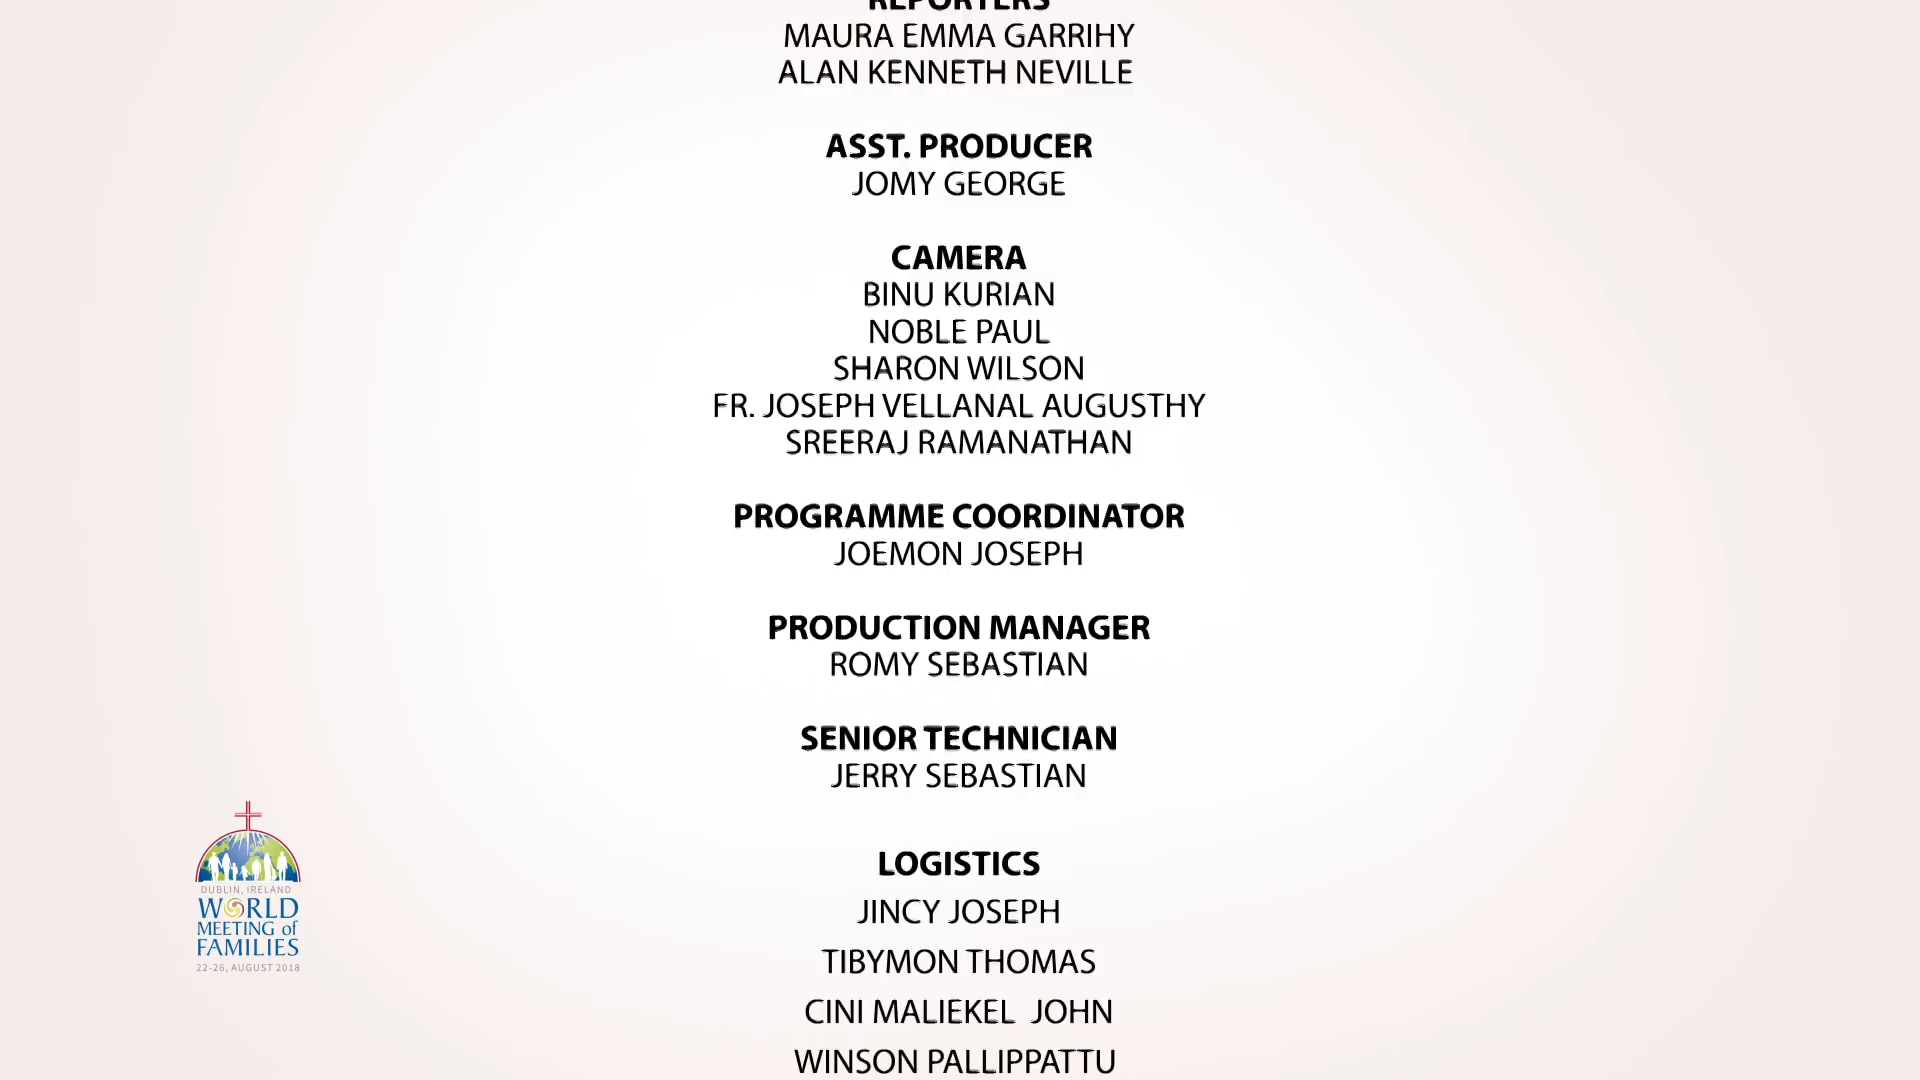 REPORTERS
MAURA EMMA GARRIHY
ALAN KENNETH NEVILLE
ASST. PRODUCER
JOMY GEORGE
CAMERA
BINU KURIAN
NOBLE PAUL
SHARON WILSON
FR. JOSEPH VELLANAL AUGUSTHY
SREERAJ RAMANATHAN
PROGRAMME COORDINATOR
JOEMON JOSEPH
PRODUCTION MANAGER
ROMY SEBASTIAN
SENIOR TECHNICIAN
JERRY SEBASTIAN
LOGISTICS
JINCY JOSEPH
TIBYMON THOMAS
CINI MALIEKEL  JOHN
WINSON PALLIPPATTU
DUBLIN, IRELAND
WORLD
MEETING of
FAMILIES
22-26, AUGUST 2018